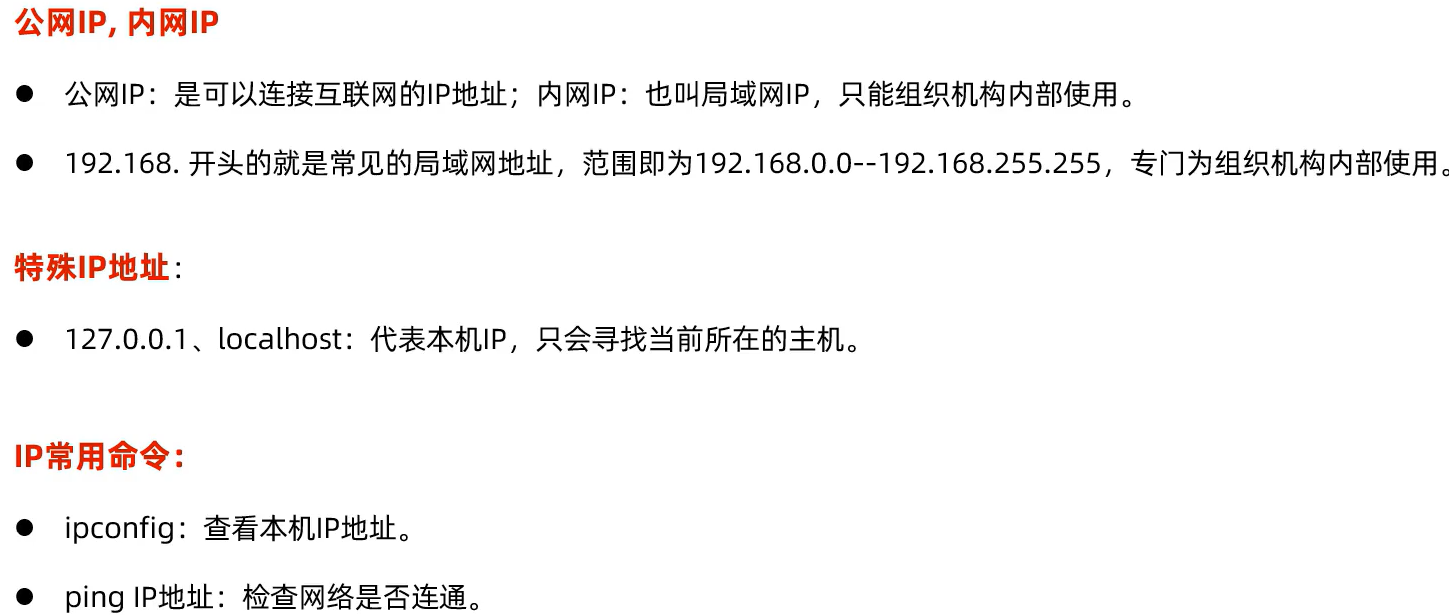 公网IP, 内网IP
● 公网IP：是可以连接互联网的IP地址；内网IP：也叫局域网IP，只能组织机构内部使用。
● 192.168. 开头的就是常见的局域网地址，范围即为192.168.0.0--192.168.255.255，专门为组织机构内部使用。
特殊IP地址：
● 127.0.0.1、localhost：代表本机IP，只会寻找当前所在的主机。
IP常用命令：
● ipconfig：查看本机IP地址。
● ping IP地址：检查网络是否连通。